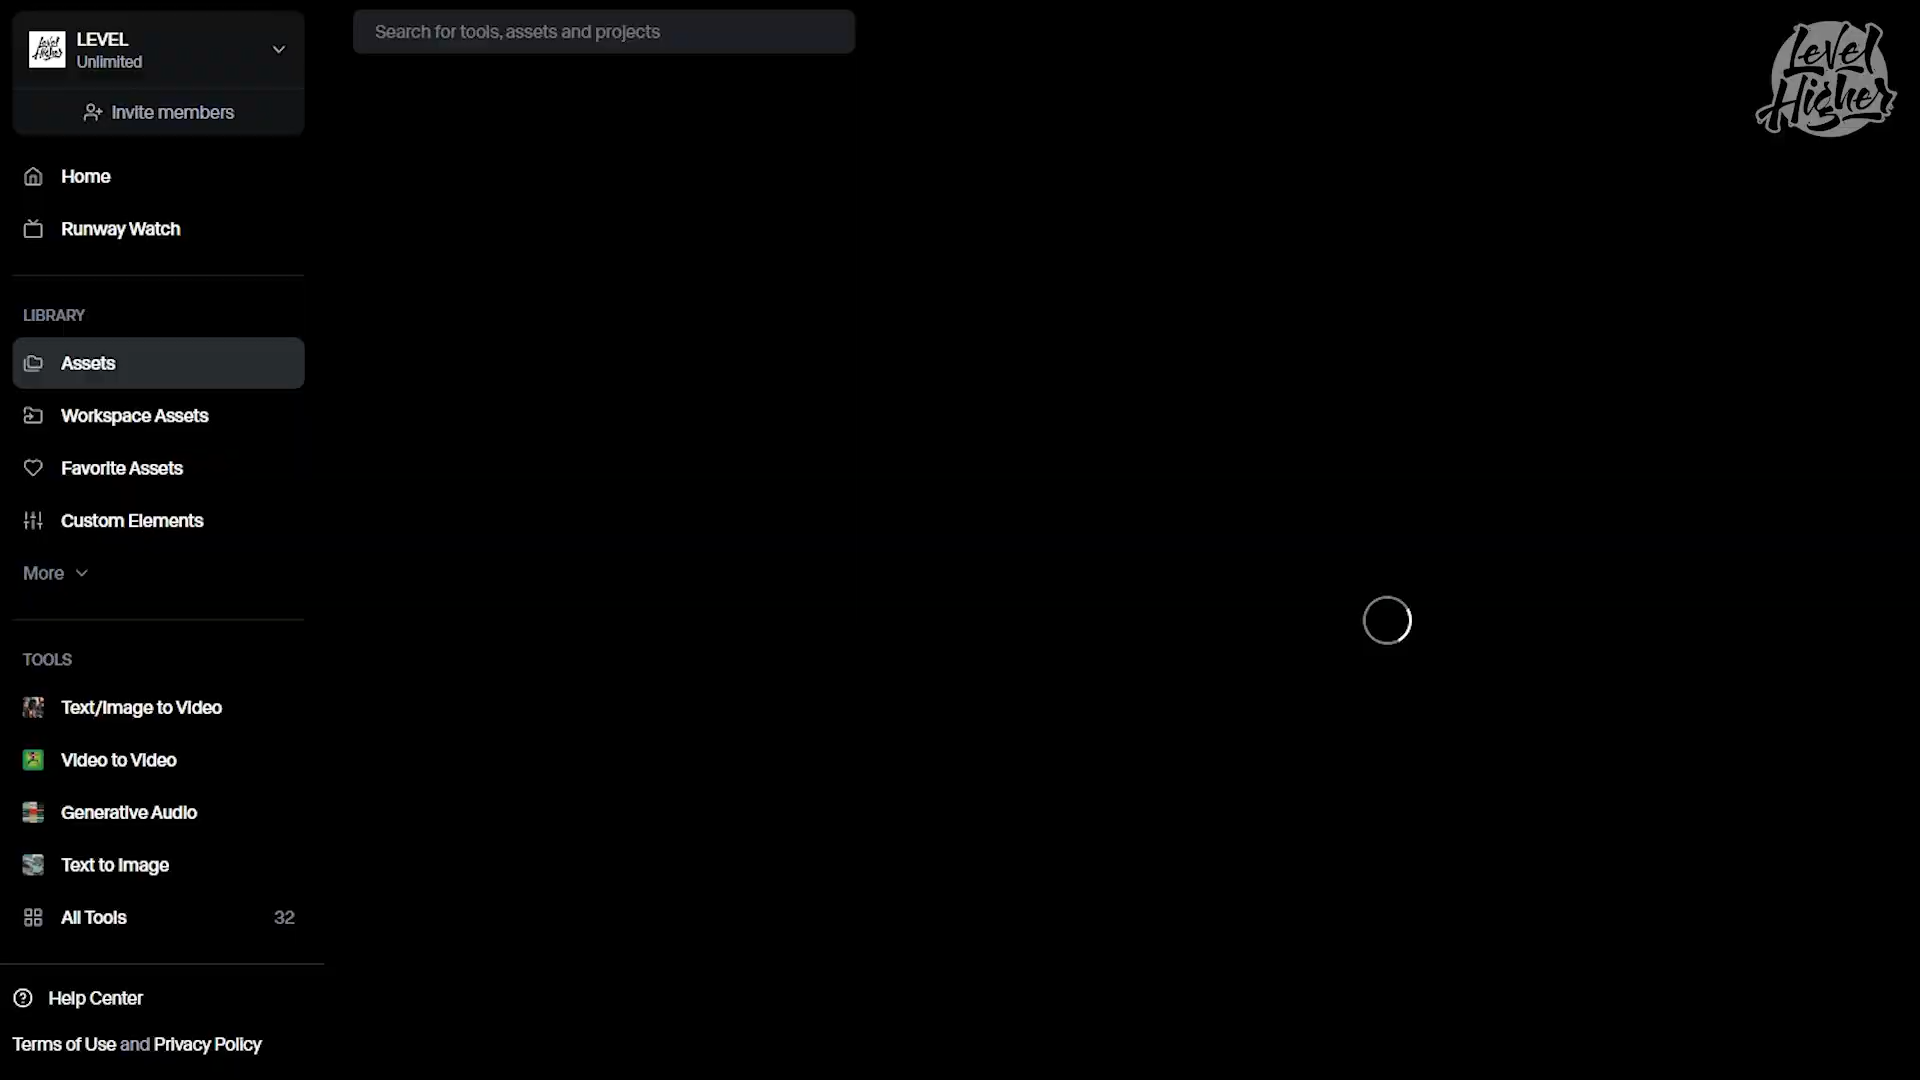 LEVEL
Unlimited
Invite members
Search for tools, assets and projects
Level
Higher
Home
Runway Watch
LIBRARY
Assets
Workspace Assets
Favorite Assets
Custom Elements
More
TOOLS
Text/Image to Video
Video to Video
Generative Audio
Text to Image
All Tools 32
Help Center
Terms of Use and Privacy Policy